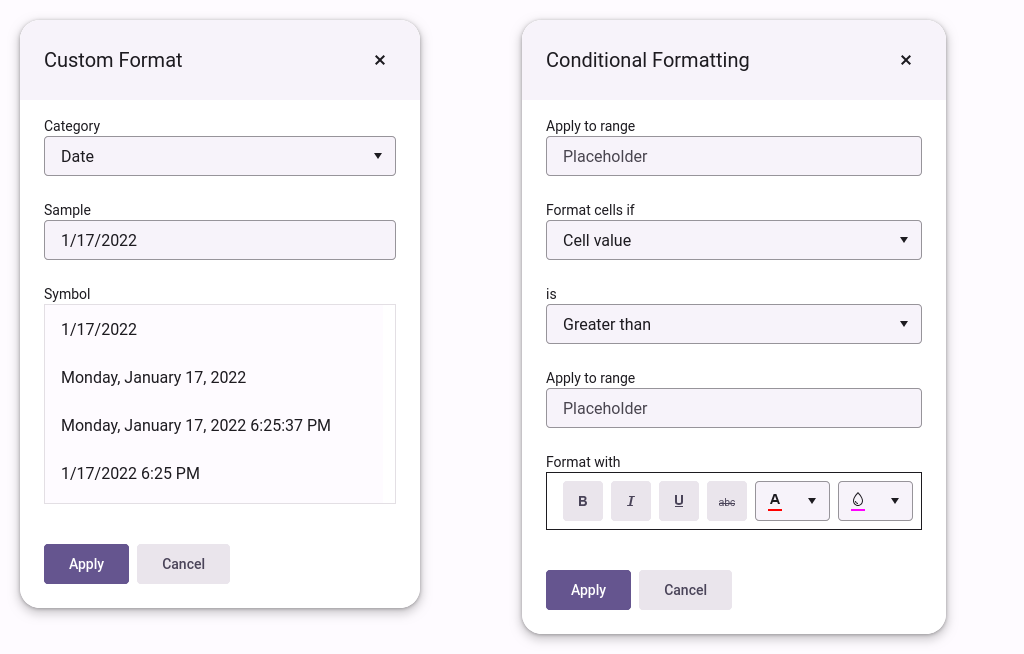 Custom Format
Category
Date
Sample
1/17/2022
Symbol
1/17/2022
Monday, January 17, 2022
Monday, January 17, 2022 6:25:37 PM
1/17/2022 6:25 PM
Apply Cancel
Conditional Formatting
Apply to range
Placeholder
Format cells if
Cell value
is
Greater than
Apply to range
Placeholder
Format with
B I U abc A
Apply Cancel